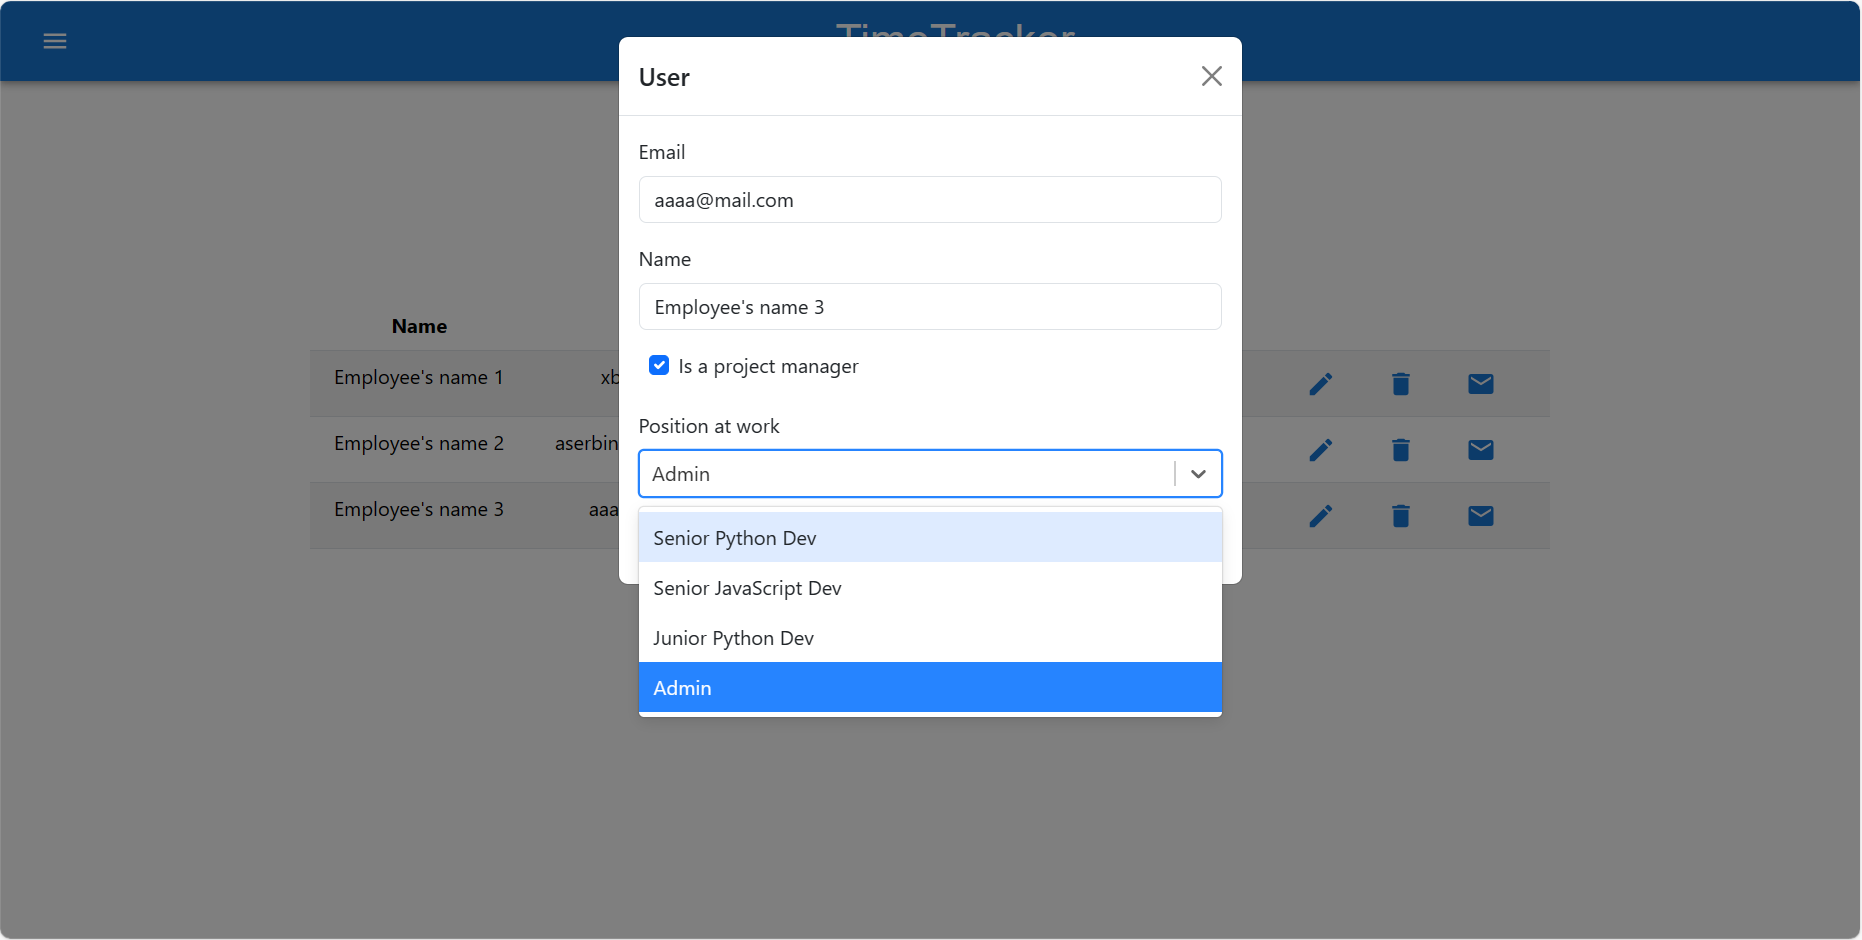 TimeTracker
User
Email
aaaa@mail.com
Name
Employee's name 3
Is a project manager
Position at work
Admin
Senior Python Dev
Senior JavaScript Dev
Junior Python Dev
Admin
Name
Employee's name 1
xb
Employee's name 2
aserbin
Employee's name 3
aaa